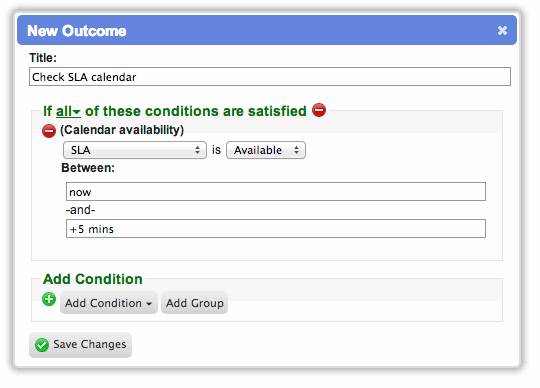 New Outcome
Title:
Check SLA calendar
If all of these conditions are satisfied
(Calendar availability)
SLA is Available
Between:
now
-and-
+5 mins
Add Condition
Add Condition Add Group
Save Changes